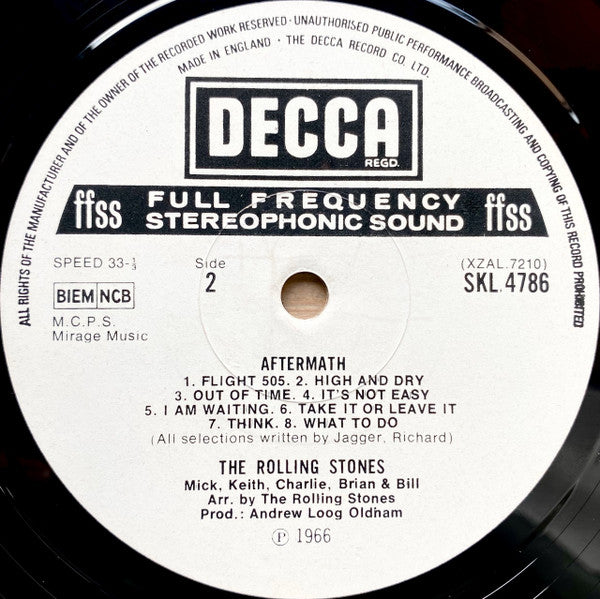 ALL RIGHTS OF THE MANUFACTURER AND OF THE OWNER OF THE RECORDED WORK RESERVED · UNAUTHORISED PUBLIC PERFORMANCE BROADCASTING AND COPYING OF THIS RECORD PROHIBITED
MADE IN ENGLAND · THE DECCA RECORD CO. LTD.
DECCA
REGD.
ffss FULL FREQUENCY ffss
STEREOPHONIC SOUND
SPEED 33-⅓ Side (XZAL.7210)
2 SKL.4786
BIEM NCB
M.C.P.S.
Mirage Music
AFTERMATH
1. FLIGHT 505. 2. HIGH AND DRY
3. OUT OF TIME. 4. IT'S NOT EASY
5. I AM WAITING. 6. TAKE IT OR LEAVE IT
7. THINK. 8. WHAT TO DO
(All selections written by Jagger, Richard)
THE ROLLING STONES
Mick, Keith, Charlie, Brian & Bill
Arr. by The Rolling Stones
Prod.: Andrew Loog Oldham
Ⓟ 1966